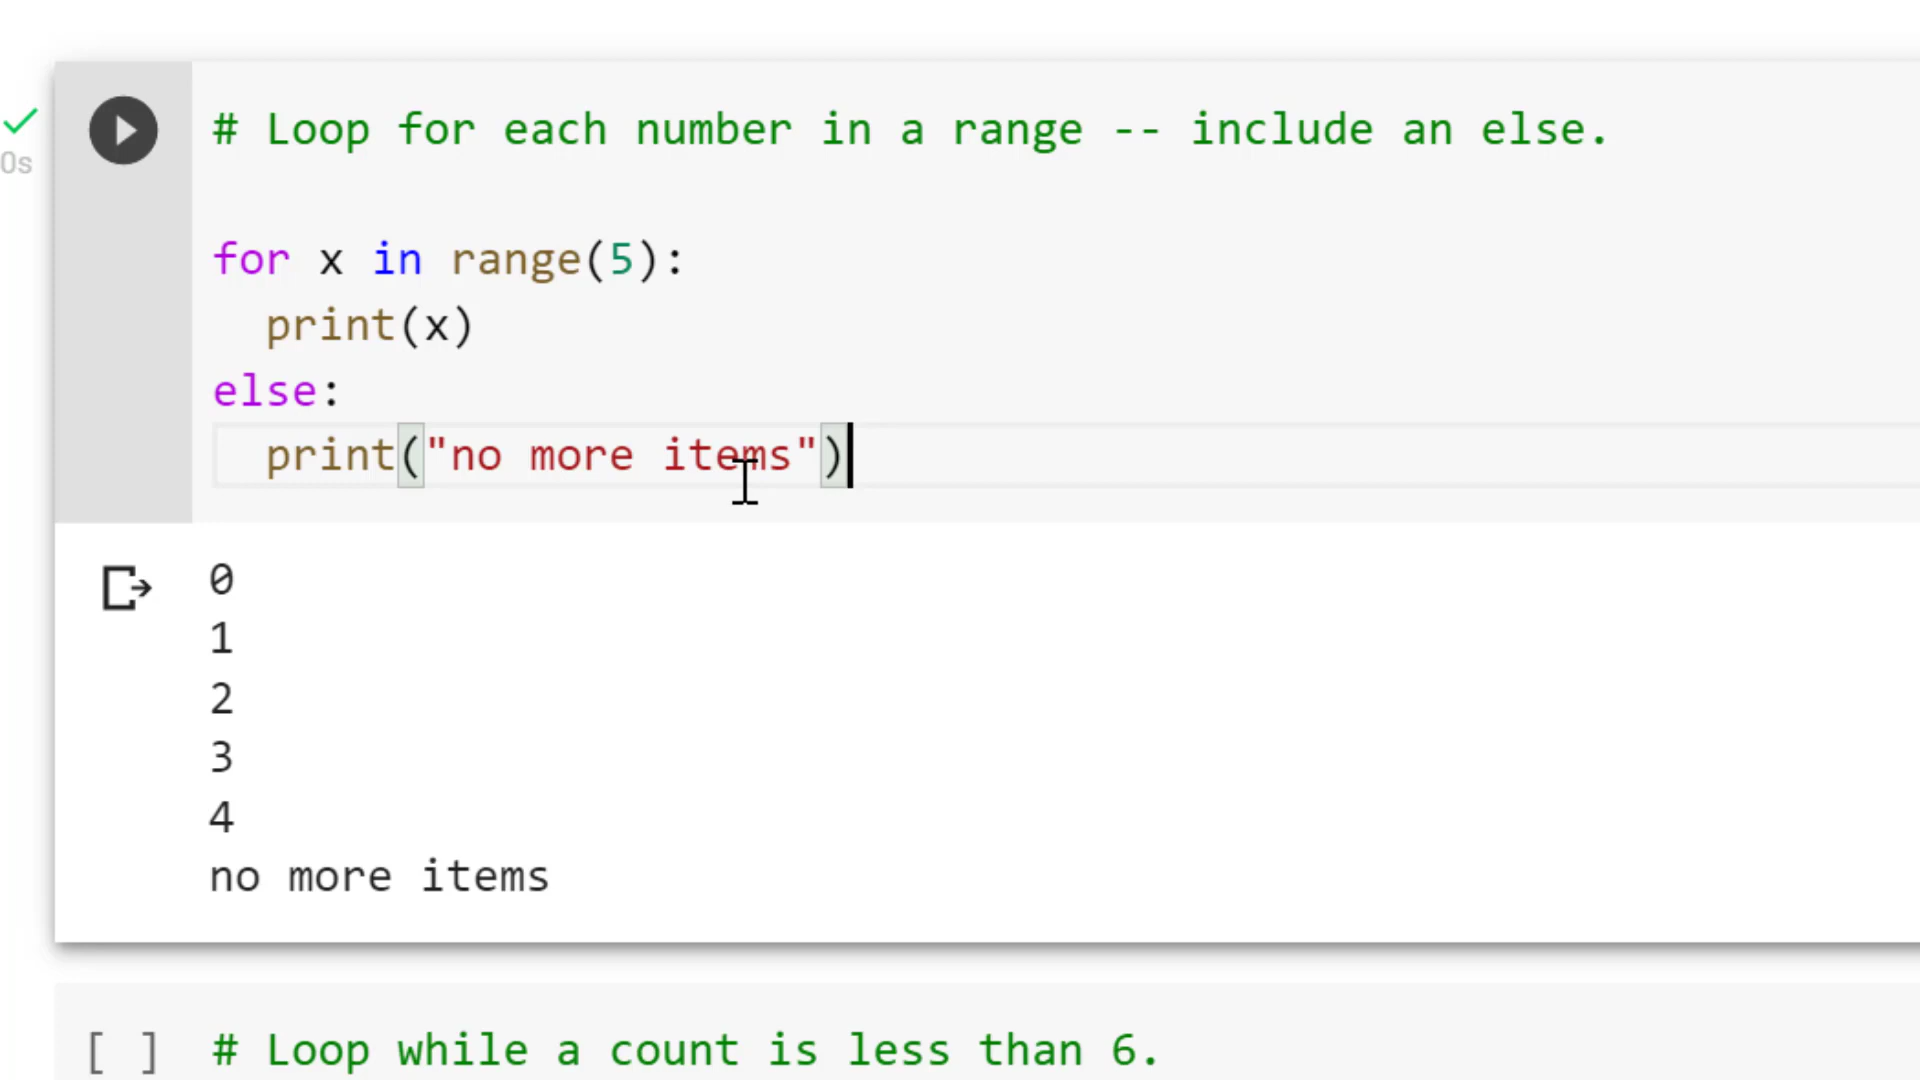 # Loop for each number in a range -- include an else.
0s
for x in range(5):
  print(x)
else:
  print("no more items")
0
1
2
3
4
no more items
[ ] # Loop while a count is less than 6.